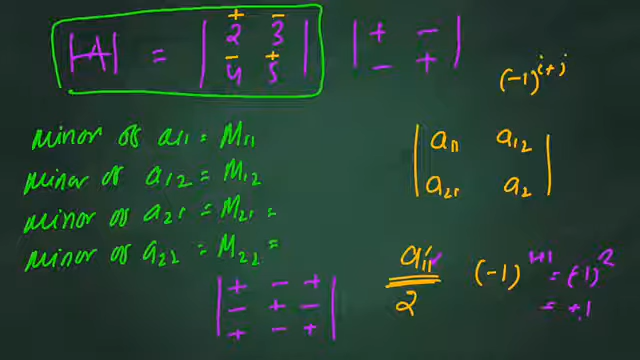 |A| = | 2 3 | | + - |
| 4 5 | | - + |
+ -
- +
(-1)^{i+j}
minor of a11 = M11
minor of a12 = M12
minor of a21 = M21 =
minor of a22 = M22 =
| a11 a12 |
| a21 a2 |
| + - + |
| - + - |
| + - + |
a11
2
(-1)^{1+1} = (-1)^2
= +1